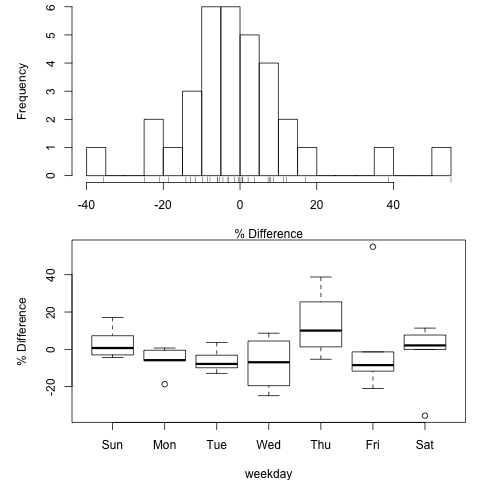 Frequency
0 1 2 3 4 5 6
-40 -20 0 20 40
% Difference
% Difference
-20 0 20 40
Sun Mon Tue Wed Thu Fri Sat
weekday